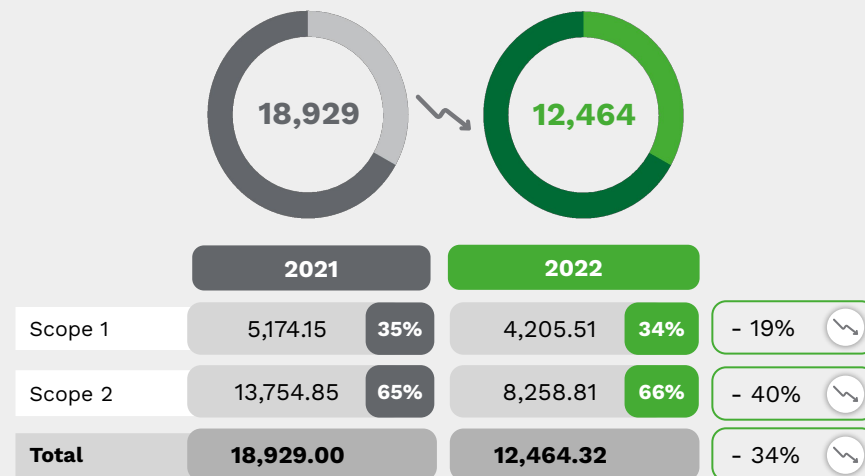 18,929 12,464
2021 2022
Scope 1 5,174.15 35% 4,205.51 34% - 19%
Scope 2 13,754.85 65% 8,258.81 66% - 40%
Total 18,929.00 12,464.32 - 34%